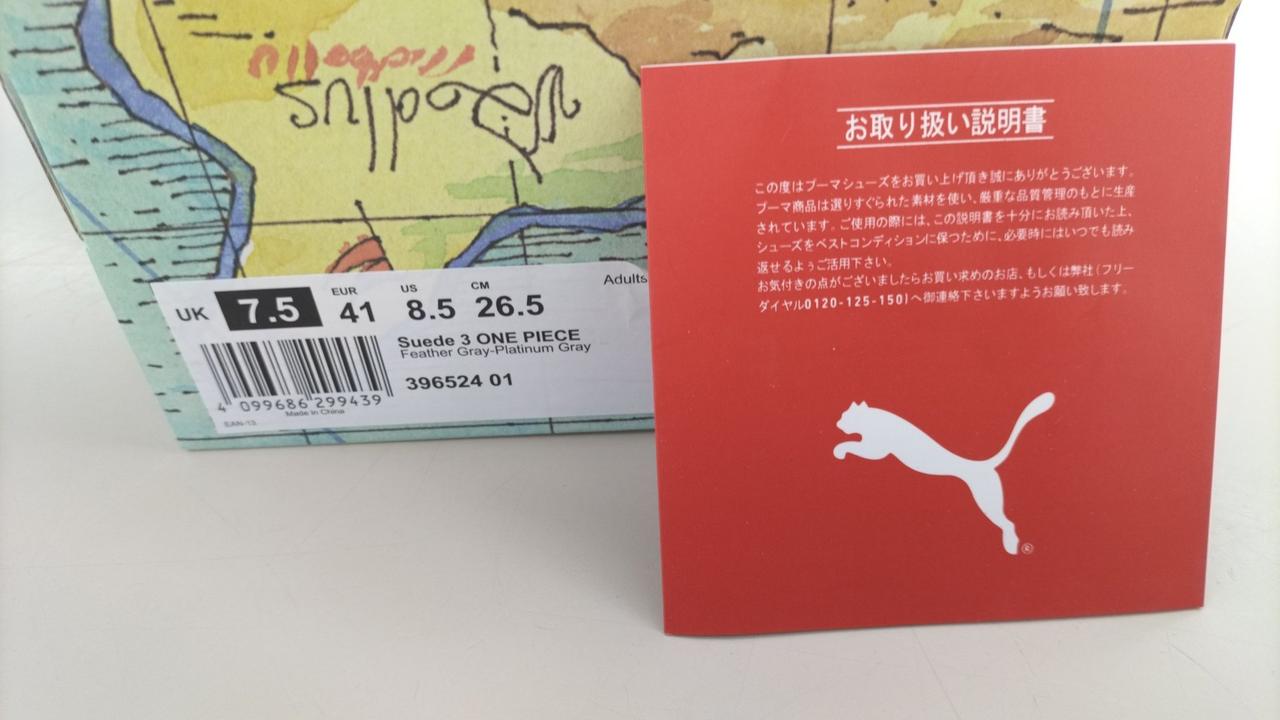 UK 7.5 EUR 41 US 8.5 CM 26.5 Adults
Suede 3 ONE PIECE
Feather Gray-Platinum Gray
396524 01
4 099686 299439
Made in China
EAN-13
お取り扱い説明書
この度はプーマシューズをお買い上げ頂き誠にありがとうございます。
プーマ商品は選りすぐられた素材を使い、厳重な品質管理のもとに生産
されています。ご使用の際には、この説明書を十分にお読み頂いた上、
シューズをベストコンディションに保つために、必要時にはいつでも読み
返せるようご活用下さい。
お気付きの点がございましたらお買い求めのお店、もしくは弊社(フリー
ダイヤル0120-125-150)へ御連絡下さいますようお願い致します。
®